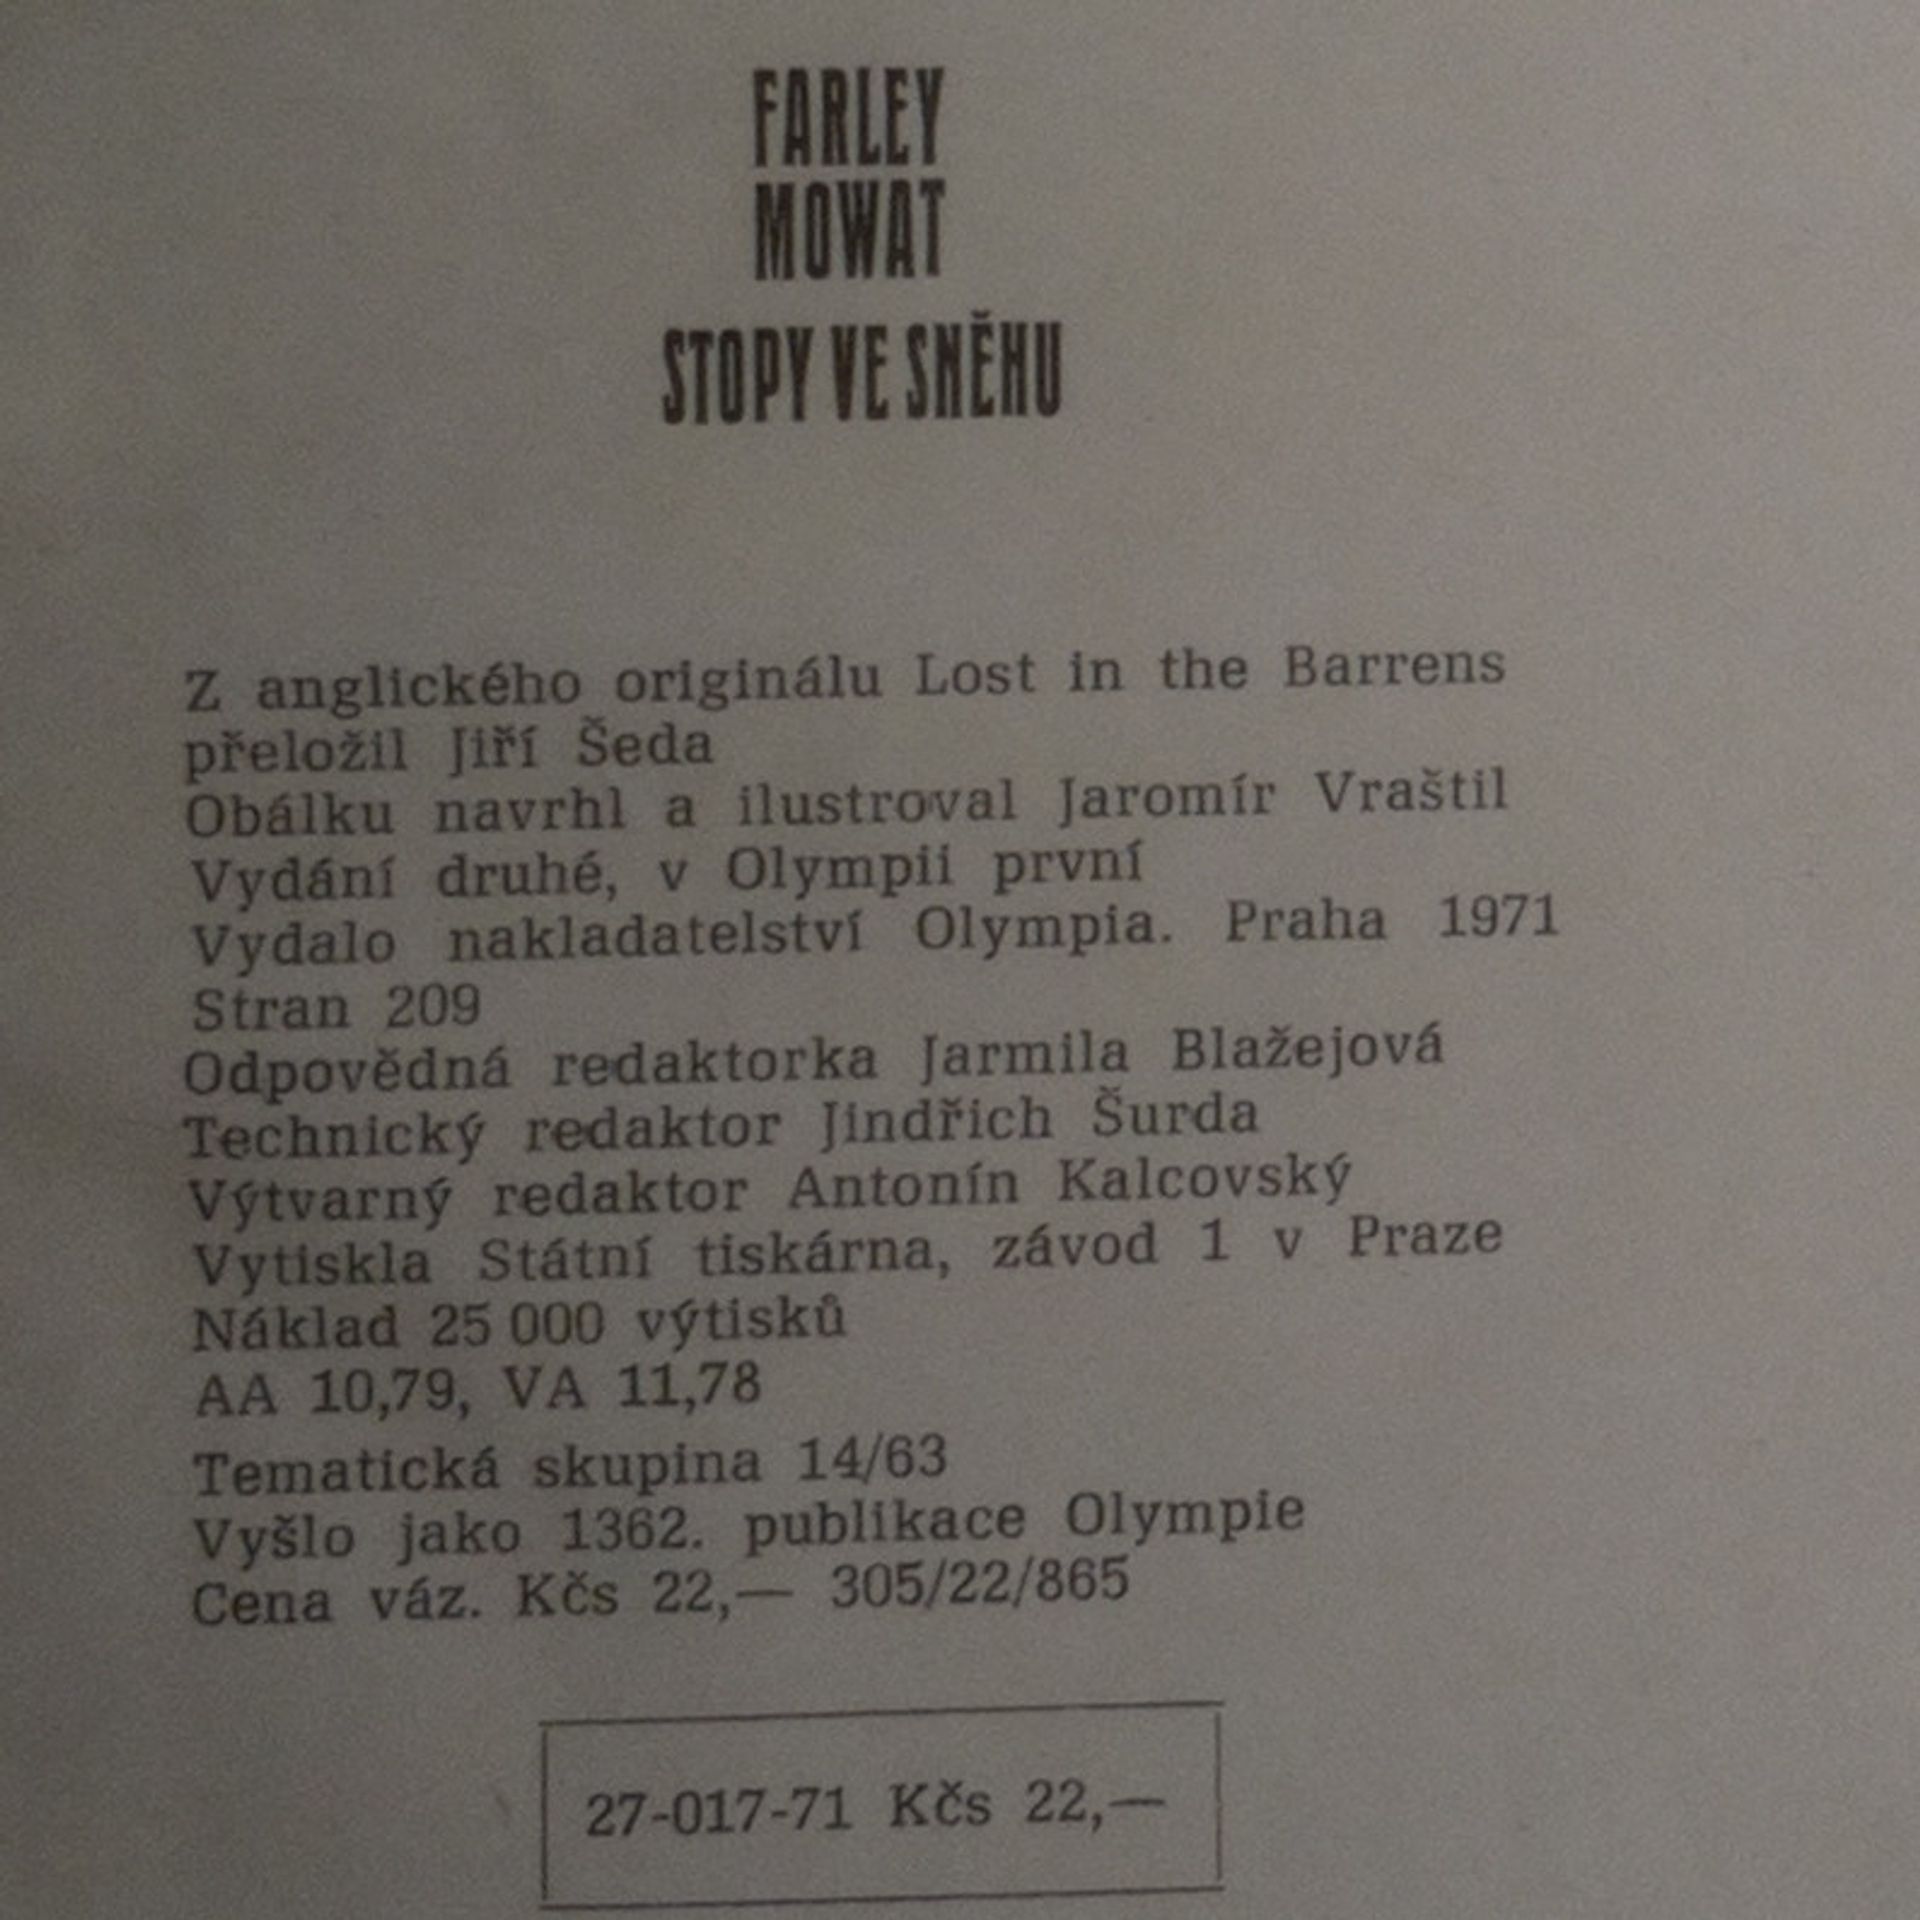 FARLEY
MOWAT
STOPY VE SNĚHU
Z anglického originálu Lost in the Barrens
přeložil Jiří Šeda
Obálku navrhl a ilustroval Jaromír Vraštil
Vydání druhé, v Olympii první
Vydalo nakladatelství Olympia. Praha 1971
Stran 209
Odpovědná redaktorka Jarmila Blažejová
Technický redaktor Jindřich Šurda
Výtvarný redaktor Antonín Kalcovský
Vytiskla Státní tiskárna, závod 1 v Praze
Náklad 25 000 výtisků
AA 10,79, VA 11,78
Tematická skupina 14/63
Vyšlo jako 1362. publikace Olympie
Cena váz. Kčs 22,— 305/22/865
27-017-71 Kčs 22,—